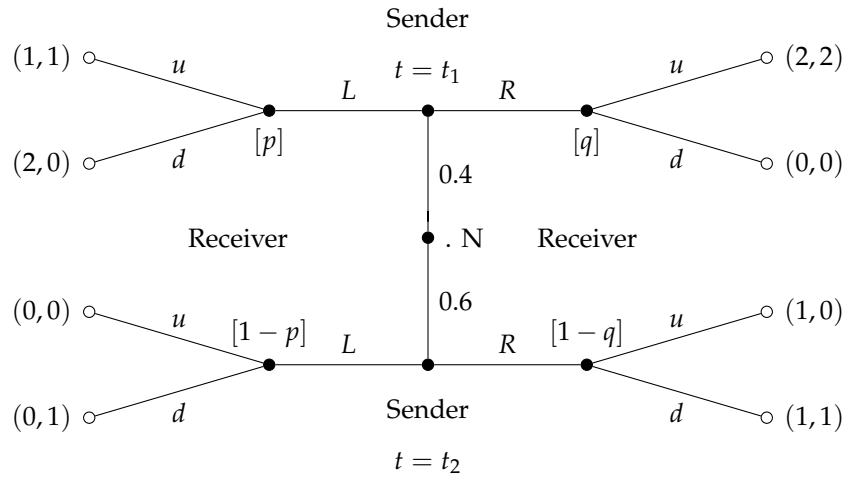 Sender
(1, 1) u t = t₁ u (2, 2)
L R
(2, 0) d [p] [q] d (0, 0)
0.4
Receiver . N Receiver
0.6
(0, 0) u [1 − p] [1 − q] u (1, 0)
L R
(0, 1) d Sender d (1, 1)
t = t₂